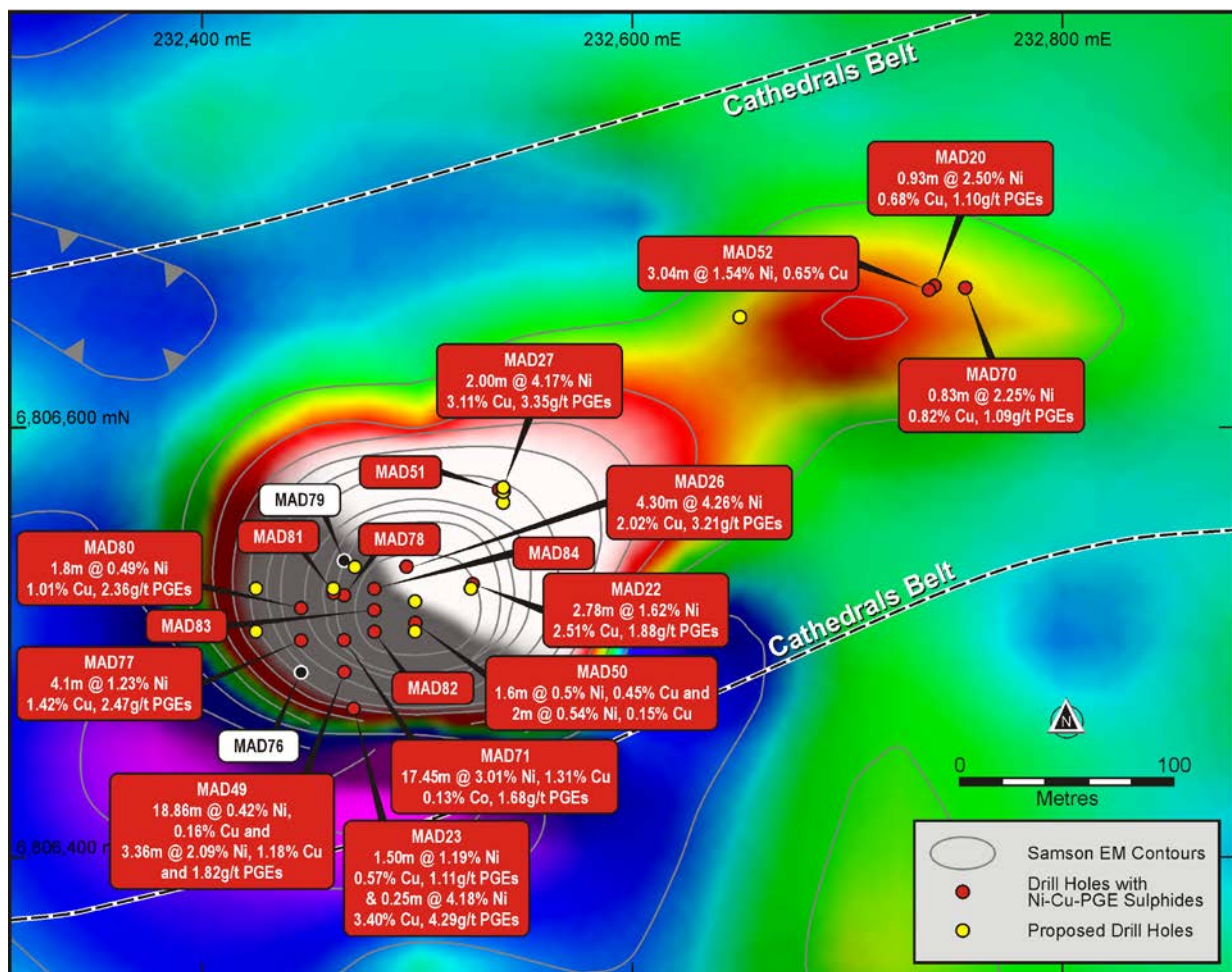 232,400 mE
232,600 mE
232,800 mE
Cathedrals Belt
MAD20
0.93m @ 2.50% Ni
0.68% Cu, 1.10g/t PGEs
MAD52
3.04m @ 1.54% Ni, 0.65% Cu
MAD27
2.00m @ 4.17% Ni
3.11% Cu, 3.35g/t PGEs
MAD70
0.83m @ 2.25% Ni
0.82% Cu, 1.09g/t PGEs
6,806,600 mN
MAD51
MAD79
MAD26
4.30m @ 4.26% Ni
2.02% Cu, 3.21g/t PGEs
MAD81
MAD78
MAD84
MAD80
1.8m @ 0.49% Ni
1.01% Cu, 2.36g/t PGEs
MAD83
MAD22
2.78m @ 1.62% Ni
2.51% Cu, 1.88g/t PGEs
Cathedrals Belt
MAD77
4.1m @ 1.23% Ni
1.42% Cu, 2.47g/t PGEs
MAD82
MAD50
1.6m @ 0.5% Ni, 0.45% Cu and
2m @ 0.54% Ni, 0.15% Cu
MAD76
MAD71
17.45m @ 3.01% Ni, 1.31% Cu
0.13% Co, 1.68g/t PGEs
MAD49
18.86m @ 0.42% Ni,
0.16% Cu and
3.36m @ 2.09% Ni, 1.18% Cu
and 1.82g/t PGEs
MAD23
1.50m @ 1.19% Ni
0.57% Cu, 1.11g/t PGEs
& 0.25m @ 4.18% Ni
3.40% Cu, 4.29g/t PGEs
6,806,400 m
N
0
100
Metres
Samson EM Contours
Drill Holes with
Ni-Cu-PGE Sulphides
Proposed Drill Holes